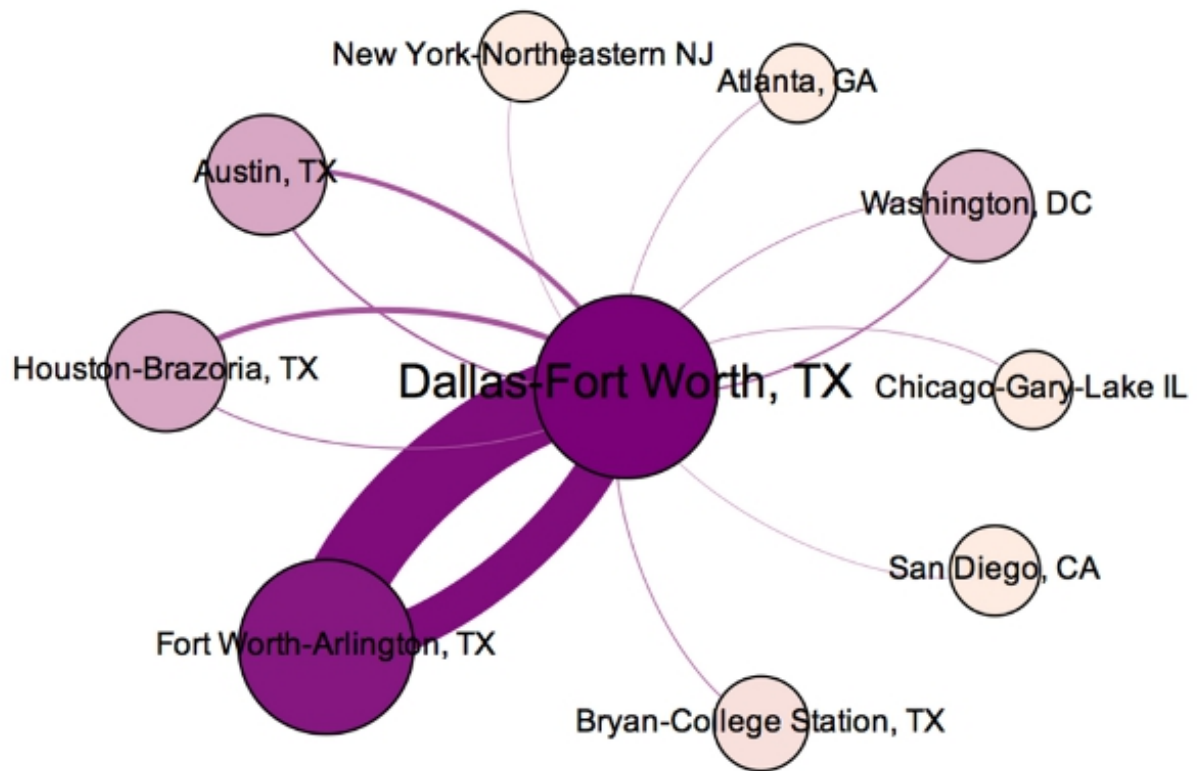 New York-Northeastern NJ
Atlanta, GA
Austin, TX
Washington, DC
Houston-Brazoria, TX
Dallas-Fort Worth, TX
Chicago-Gary-Lake IL
San Diego, CA
Fort Worth-Arlington, TX
Bryan-College Station, TX